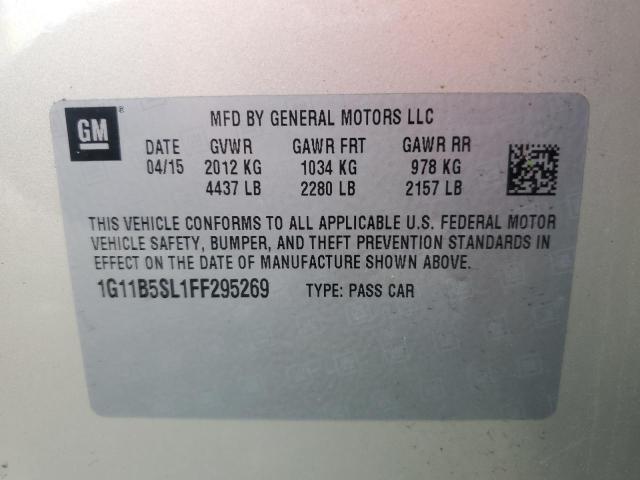 GM ®
MFD BY GENERAL MOTORS LLC
DATE GVWR GAWR FRT GAWR RR
04/15 2012 KG 1034 KG 978 KG
4437 LB 2280 LB 2157 LB
THIS VEHICLE CONFORMS TO ALL APPLICABLE U.S. FEDERAL MOTOR
VEHICLE SAFETY, BUMPER, AND THEFT PREVENTION STANDARDS IN
EFFECT ON THE DATE OF MANUFACTURE SHOWN ABOVE.
1G11B5SL1FF295269 TYPE: PASS CAR